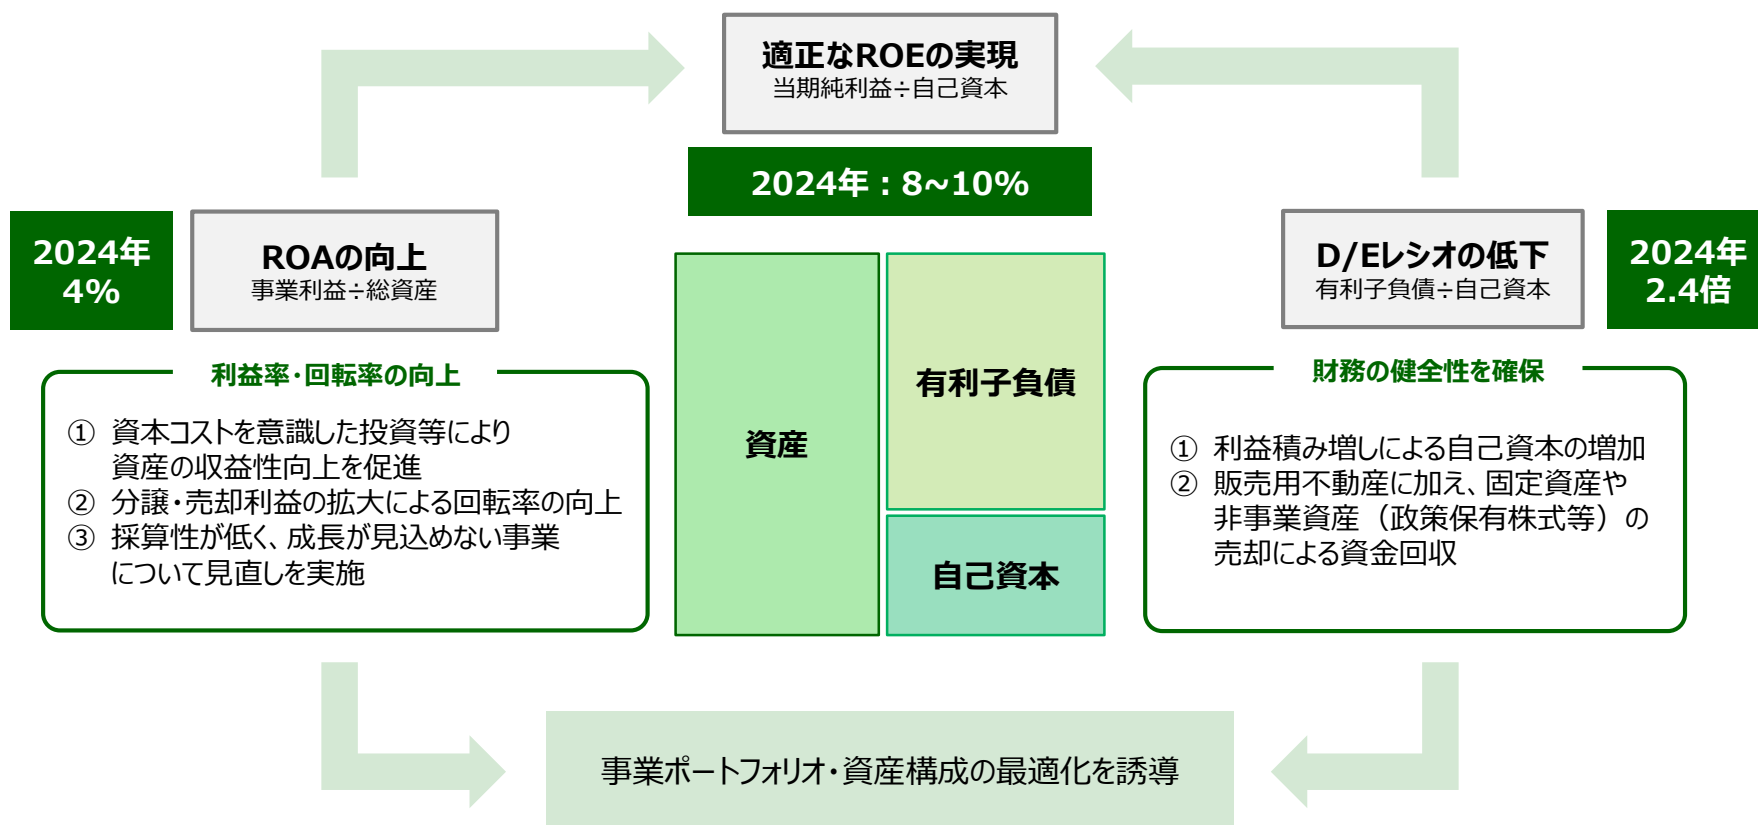 適正なROEの実現
当期純利益÷自己資本
2024年：8~10%
2024年
4%
ROAの向上
事業利益÷総資産
利益率・回転率の向上
① 資本コストを意識した投資等により
資産の収益性向上を促進
② 分譲・売却利益の拡大による回転率の向上
③ 採算性が低く、成長が見込めない事業
について見直しを実施
資産
有利子負債
自己資本
D/Eレシオの低下
有利子負債÷自己資本
2024年
2.4倍
財務の健全性を確保
① 利益積み増しによる自己資本の増加
② 販売用不動産に加え、固定資産や
非事業資産（政策保有株式等）の
売却による資金回収
事業ポートフォリオ・資産構成の最適化を誘導